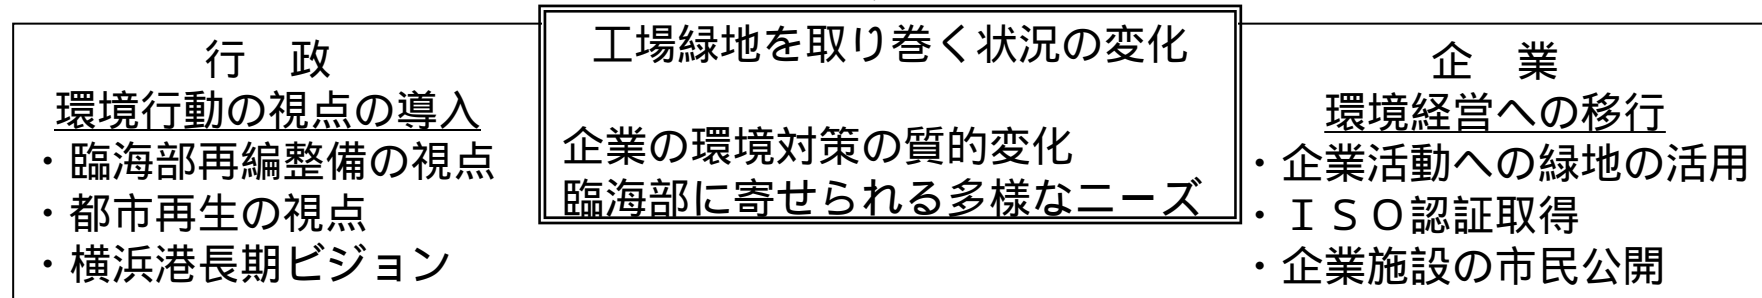 行　政
環境行動の視点の導入
・臨海部再編整備の視点
・都市再生の視点
・横浜港長期ビジョン
工場緑地を取り巻く状況の変化
企業の環境対策の質的変化
臨海部に寄せられる多様なニーズ
企　業
環境経営への移行
・企業活動への緑地の活用
・ＩＳＯ認証取得
・企業施設の市民公開